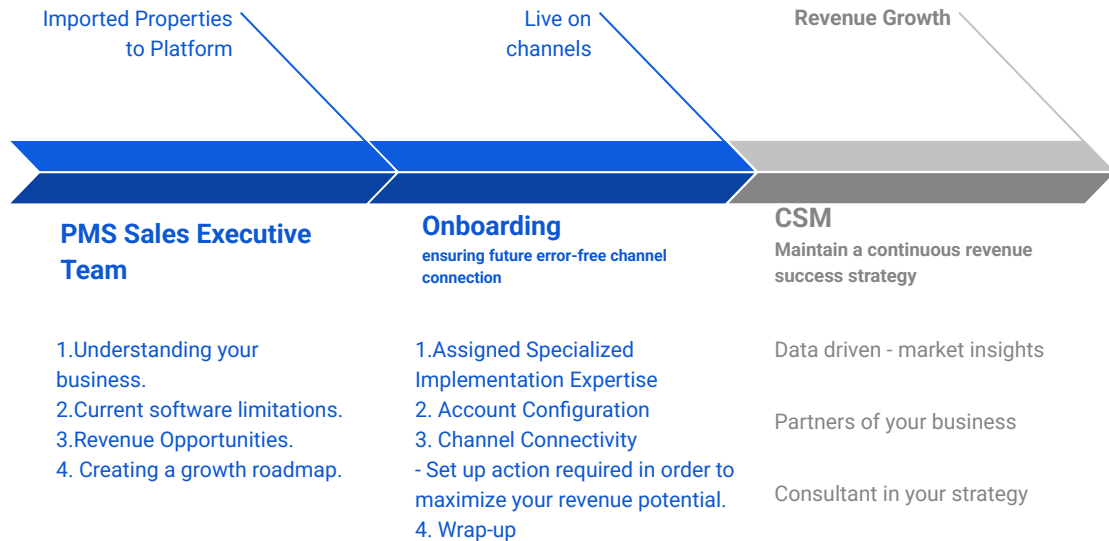 Imported Properties
to Platform
Live on
channels
Revenue Growth
PMS Sales Executive
Team
1.Understanding your
business.
2.Current software limitations.
3.Revenue Opportunities.
4. Creating a growth roadmap.
Onboarding
ensuring future error-free channel
connection
1.Assigned Specialized
Implementation Expertise
2. Account Configuration
3. Channel Connectivity
- Set up action required in order to
maximize your revenue potential.
4. Wrap-up
CSM
Maintain a continuous revenue
success strategy
Data driven - market insights
Partners of your business
Consultant in your strategy